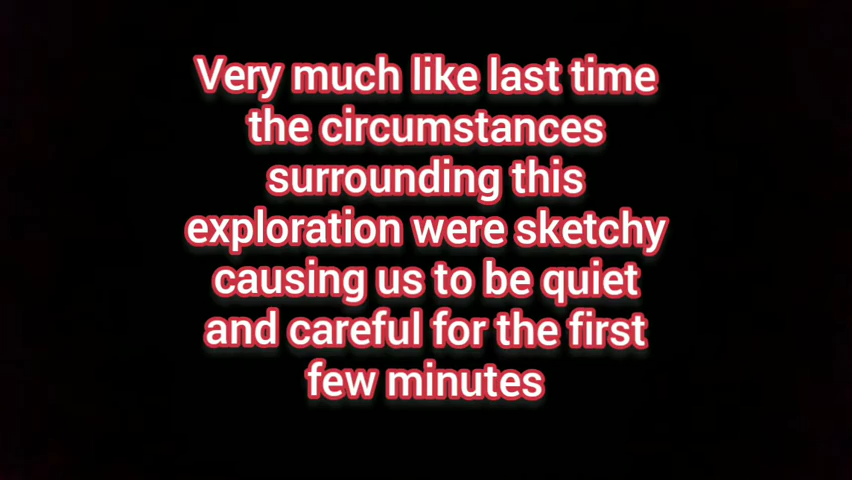 Very much like last time
the circumstances
surrounding this
exploration were sketchy
causing us to be quiet
and careful for the first
few minutes